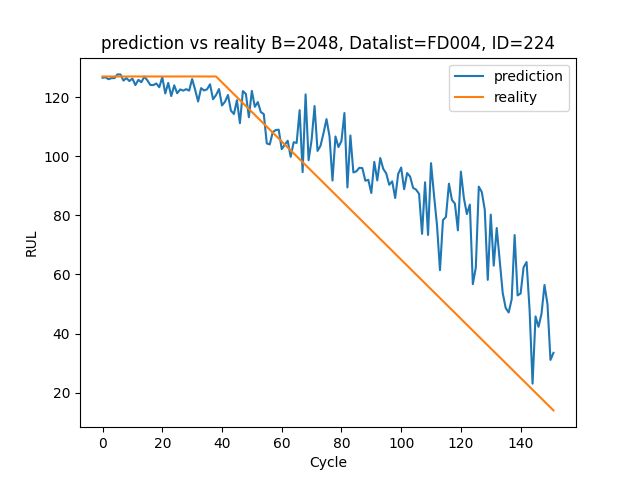 prediction vs reality B=2048, Datalist=FD004, ID=224
prediction
reality
RUL
120
100
80
60
40
20
0 20 40 60 80 100 120 140
Cycle